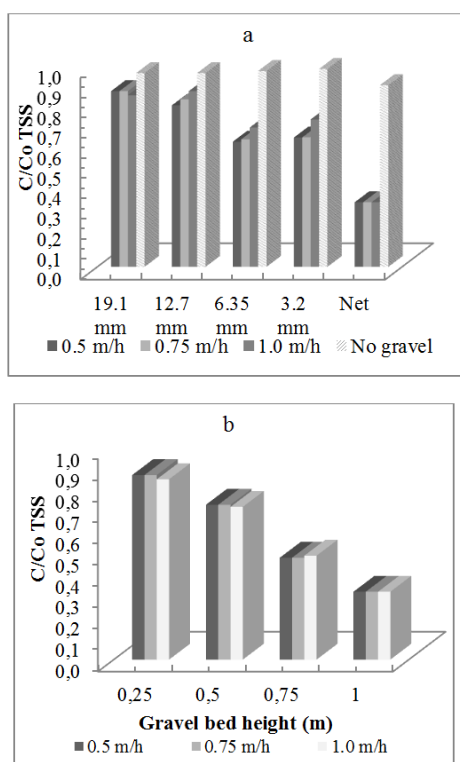 a
C/Co TSS
1,0
0,9
0,8
0,7
0,6
0,5
0,4
0,3
0,2
0,1
0,0
19.1 12.7 6.35 3.2 Net
mm mm mm mm
0.5 m/h 0.75 m/h 1.0 m/h No gravel
b
C/Co TSS
1,0
0,9
0,8
0,7
0,6
0,5
0,4
0,3
0,2
0,1
0,0
0,25 0,5 0,75 1
Gravel bed height (m)
0.5 m/h 0.75 m/h 1.0 m/h